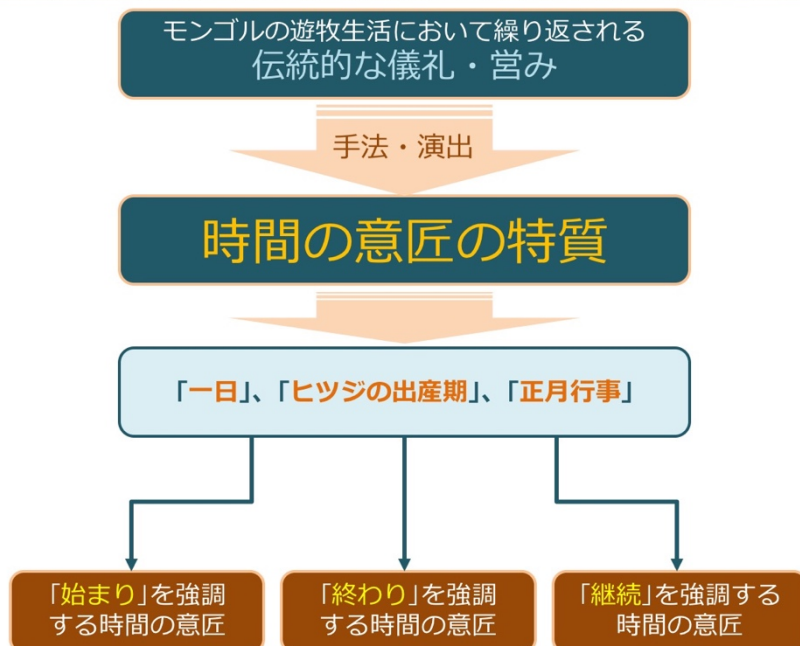 モンゴルの遊牧生活において繰り返される
伝統的な儀礼・営み
手法・演出
時間の意匠の特質
「一日」、「ヒツジの出産期」、「正月行事」
「始まり」を強調
する時間の意匠
「終わり」を強調
する時間の意匠
「継続」を強調する
時間の意匠